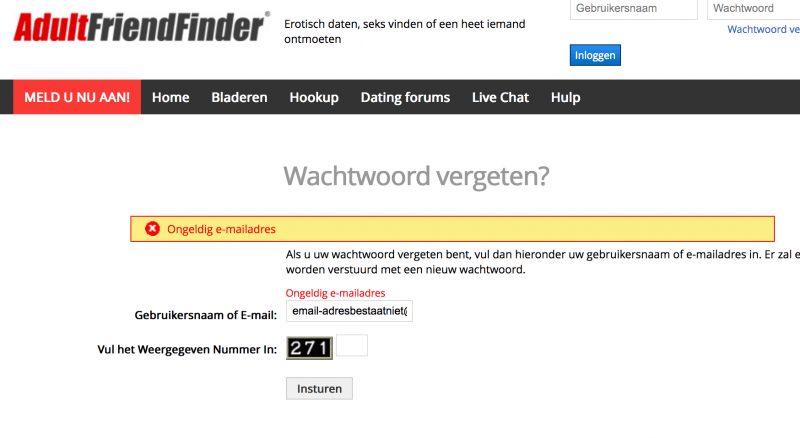 AdultFriendFinder®
Erotisch daten, seks vinden of een heet iemand
ontmoeten
Gebruikersnaam
Wachtwoord
Wachtwoord ve
Inloggen
MELD U NU AAN! Home Bladeren Hookup Dating forums Live Chat Hulp
Wachtwoord vergeten?
Ongeldig e-mailadres
Als u uw wachtwoord vergeten bent, vul dan hieronder uw gebruikersnaam of e-mailadres in. Er zal e
worden verstuurd met een nieuw wachtwoord.
Ongeldig e-mailadres
Gebruikersnaam of E-mail: email-adresbestaatniet@
Vul het Weergegeven Nummer In: 271
Insturen